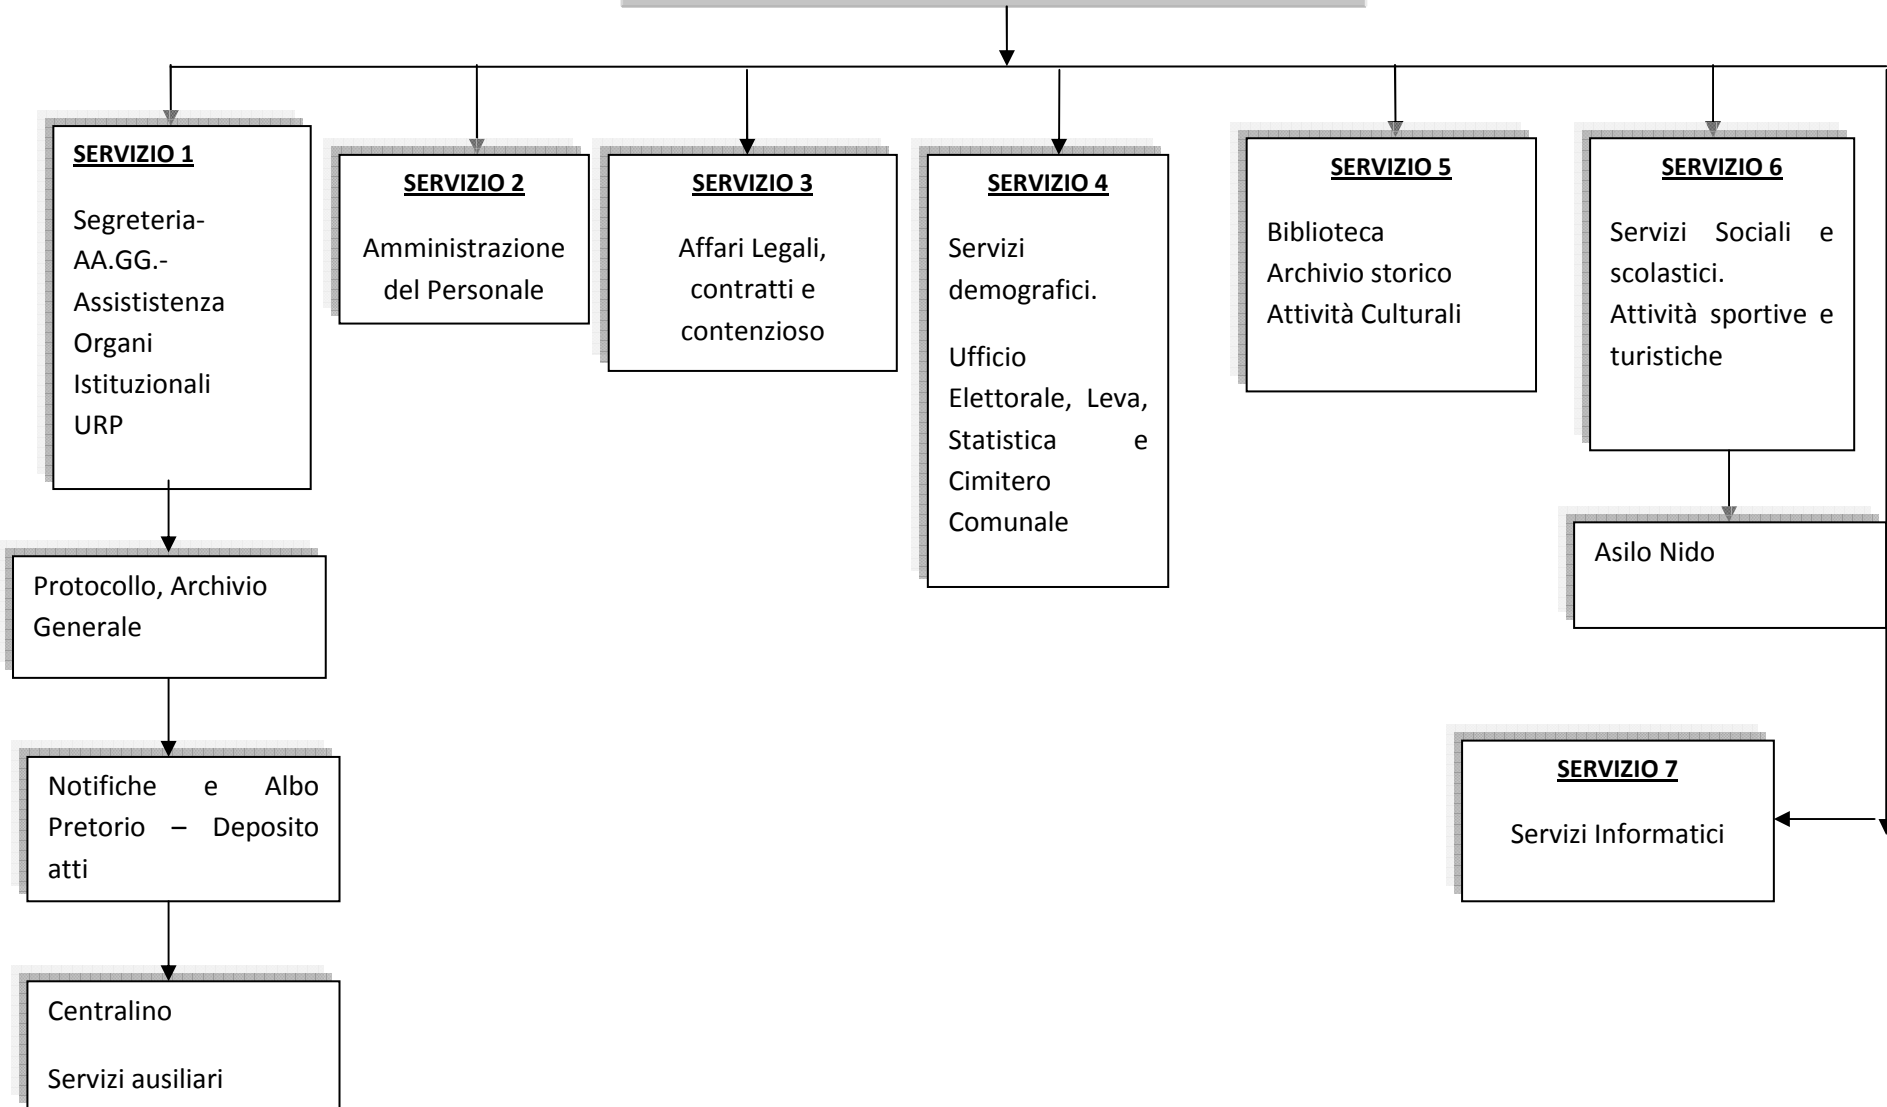 SERVIZIO 1
Segreteria-
AA.GG.-
Assististenza
Organi
Istituzionali
URP
SERVIZIO 2
Amministrazione
del Personale
SERVIZIO 3
Affari Legali,
contratti e
contenzioso
SERVIZIO 4
Servizi
demografici.
Ufficio
Elettorale, Leva,
Statistica e
Cimitero
Comunale
SERVIZIO 5
Biblioteca
Archivio storico
Attività Culturali
SERVIZIO 6
Servizi Sociali e
scolastici.
Attività sportive e
turistiche
Protocollo, Archivio
Generale
Asilo Nido
Notifiche e Albo
Pretorio – Deposito
atti
SERVIZIO 7
Servizi Informatici
Centralino
Servizi ausiliari